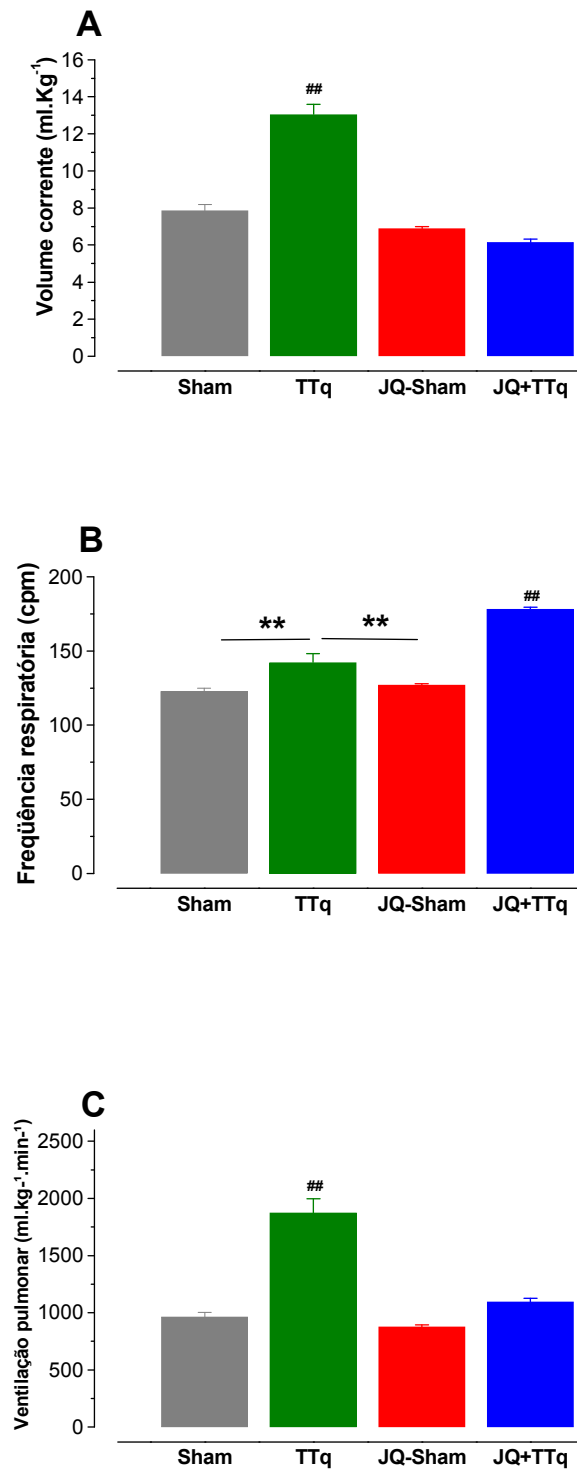 A
Volume corrente (ml.Kg⁻¹)
16
14
12
10
8
6
4
2
0
##
Sham TTq JQ-Sham JQ+TTq
B
Freqüência respiratória (cpm)
200
150
100
50
0
** **
##
Sham TTq JQ-Sham JQ+TTq
C
Ventilação pulmonar (ml.kg⁻¹.min⁻¹)
2500
2000
1500
1000
500
0
##
Sham TTq JQ-Sham JQ+TTq